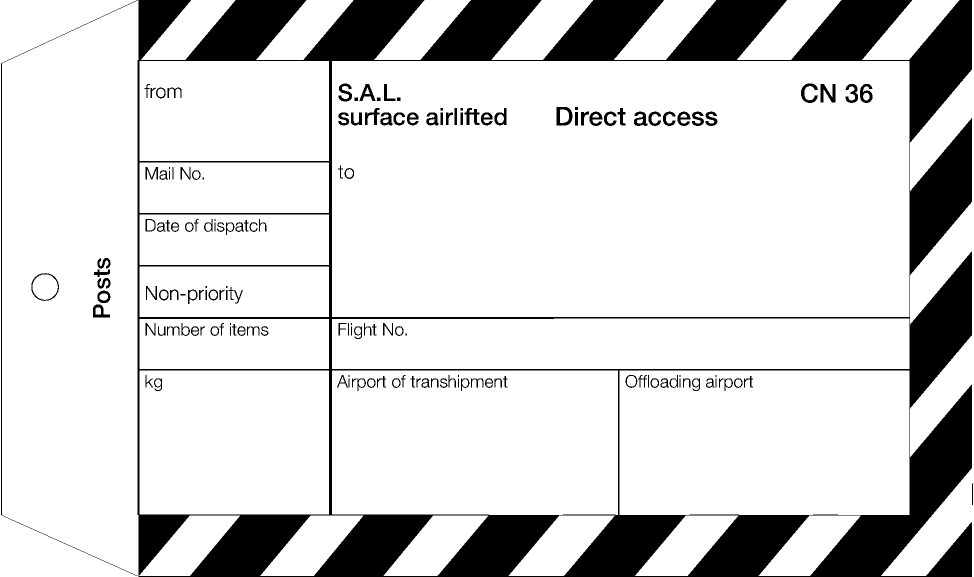 Posts
from
Mail No.
Date of dispatch
Non-priority
Number of items
kg
S.A.L.
surface airlifted
Direct access
CN 36
to
Flight No.
Airport of transhipment
Offloading airport